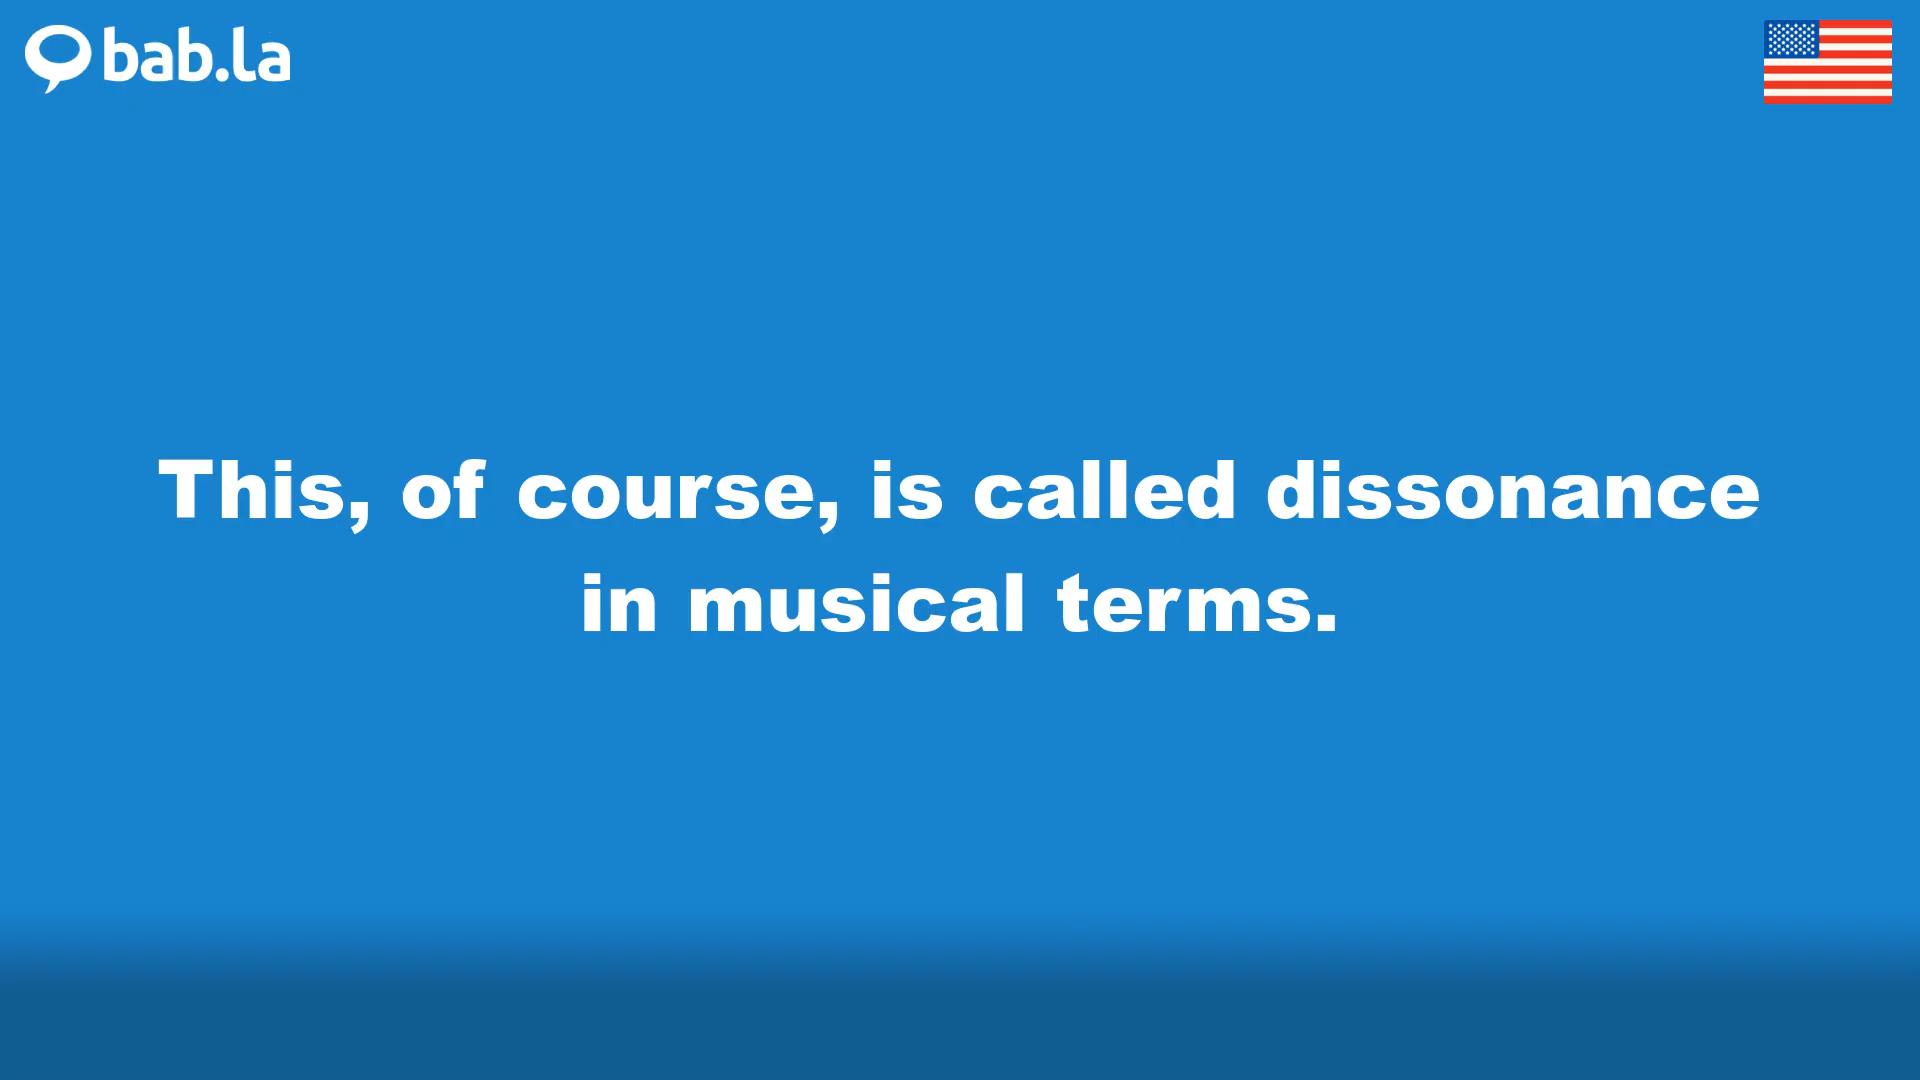 bab.la
This, of course, is called dissonance
in musical terms.